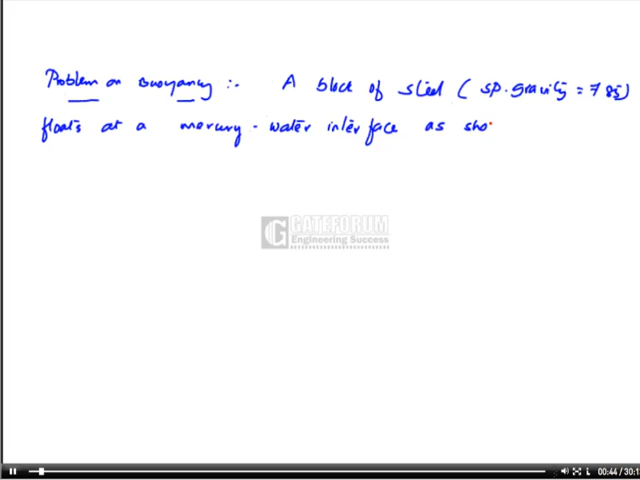 Problem on Buoyancy :- A block of steel ( sp. gravity = 7.85)
floats at a mercury - water interface as sho
GATEFORUM
Engineering Success
00:44 / 30:1